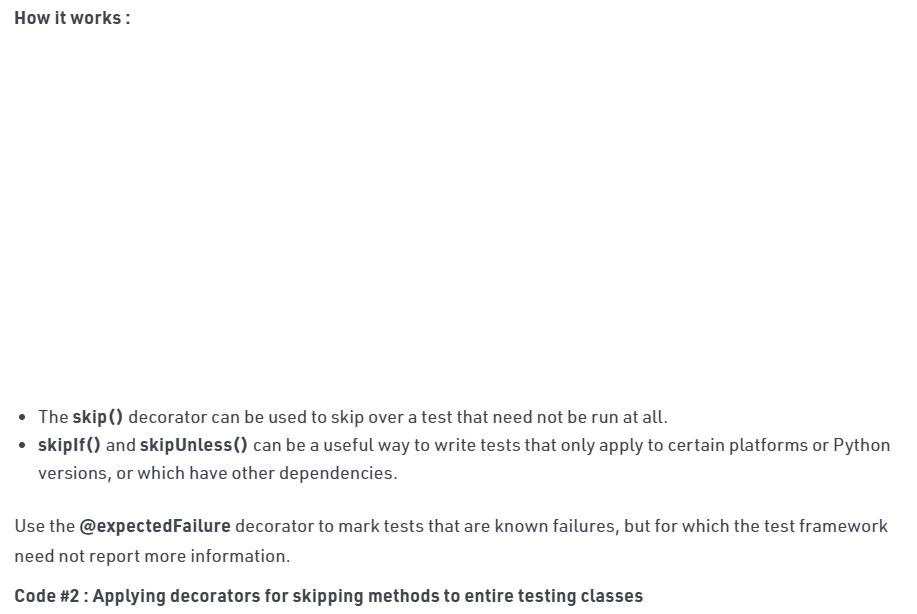 How it works :
• The skip() decorator can be used to skip over a test that need not be run at all.
• skipIf() and skipUnless() can be a useful way to write tests that only apply to certain platforms or Python
versions, or which have other dependencies.
Use the @expectedFailure decorator to mark tests that are known failures, but for which the test framework
need not report more information.
Code #2 : Applying decorators for skipping methods to entire testing classes